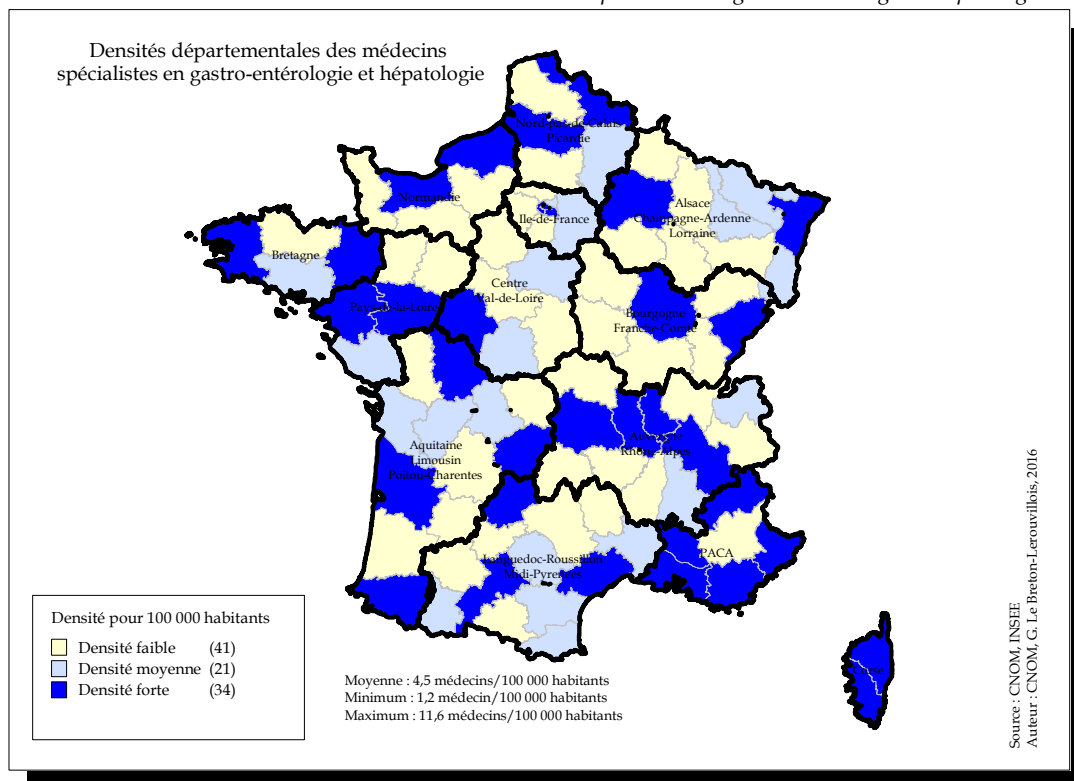 Densités départementales des médecins
spécialistes en gastro-entérologie et hépatologie
Nord-pas-de-Calais
Picardie
Normandie
Ile-de-France
Alsace
Champagne-Ardenne
Lorraine
Bretagne
Centre
Val-de-Loire
Pays-de-la-Loire
Bourgogne
Franche-Comté
Aquitaine
Limousin
Poitou-Charentes
Auvergne
Rhône-Alpes
Languedoc-Roussillon
Midi-Pyrénées
PACA
Corse
Densité pour 100 000 habitants
Densité faible (41)
Densité moyenne (21)
Densité forte (34)
Moyenne : 4,5 médecins/100 000 habitants
Minimum : 1,2 médecin/100 000 habitants
Maximum : 11,6 médecins/100 000 habitants
Source : CNOM, INSEE
Auteur : CNOM, G. Le Breton-Lerouvillois, 2016